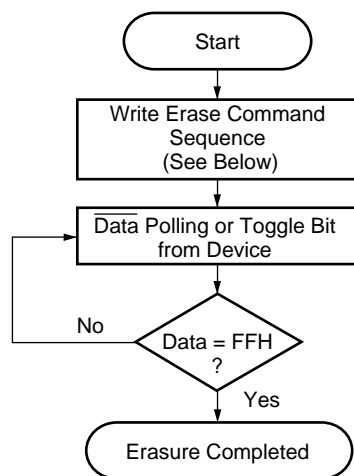 Start
Write Erase Command
Sequence
(See Below)
D̅a̅t̅a̅ Polling or Toggle Bit
from Device
No
Data = FFH
?
Yes
Erasure Completed